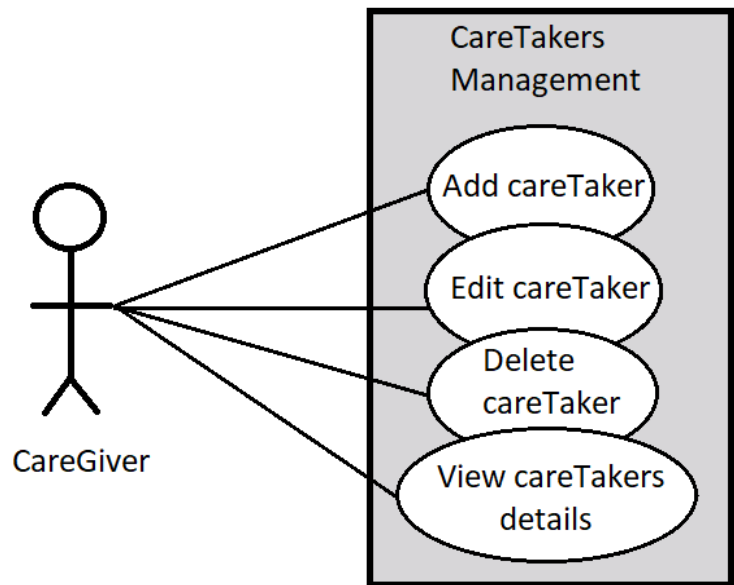 CareTakers
Management
Add careTaker
Edit careTaker
Delete
careTaker
CareGiver
View careTakers
details